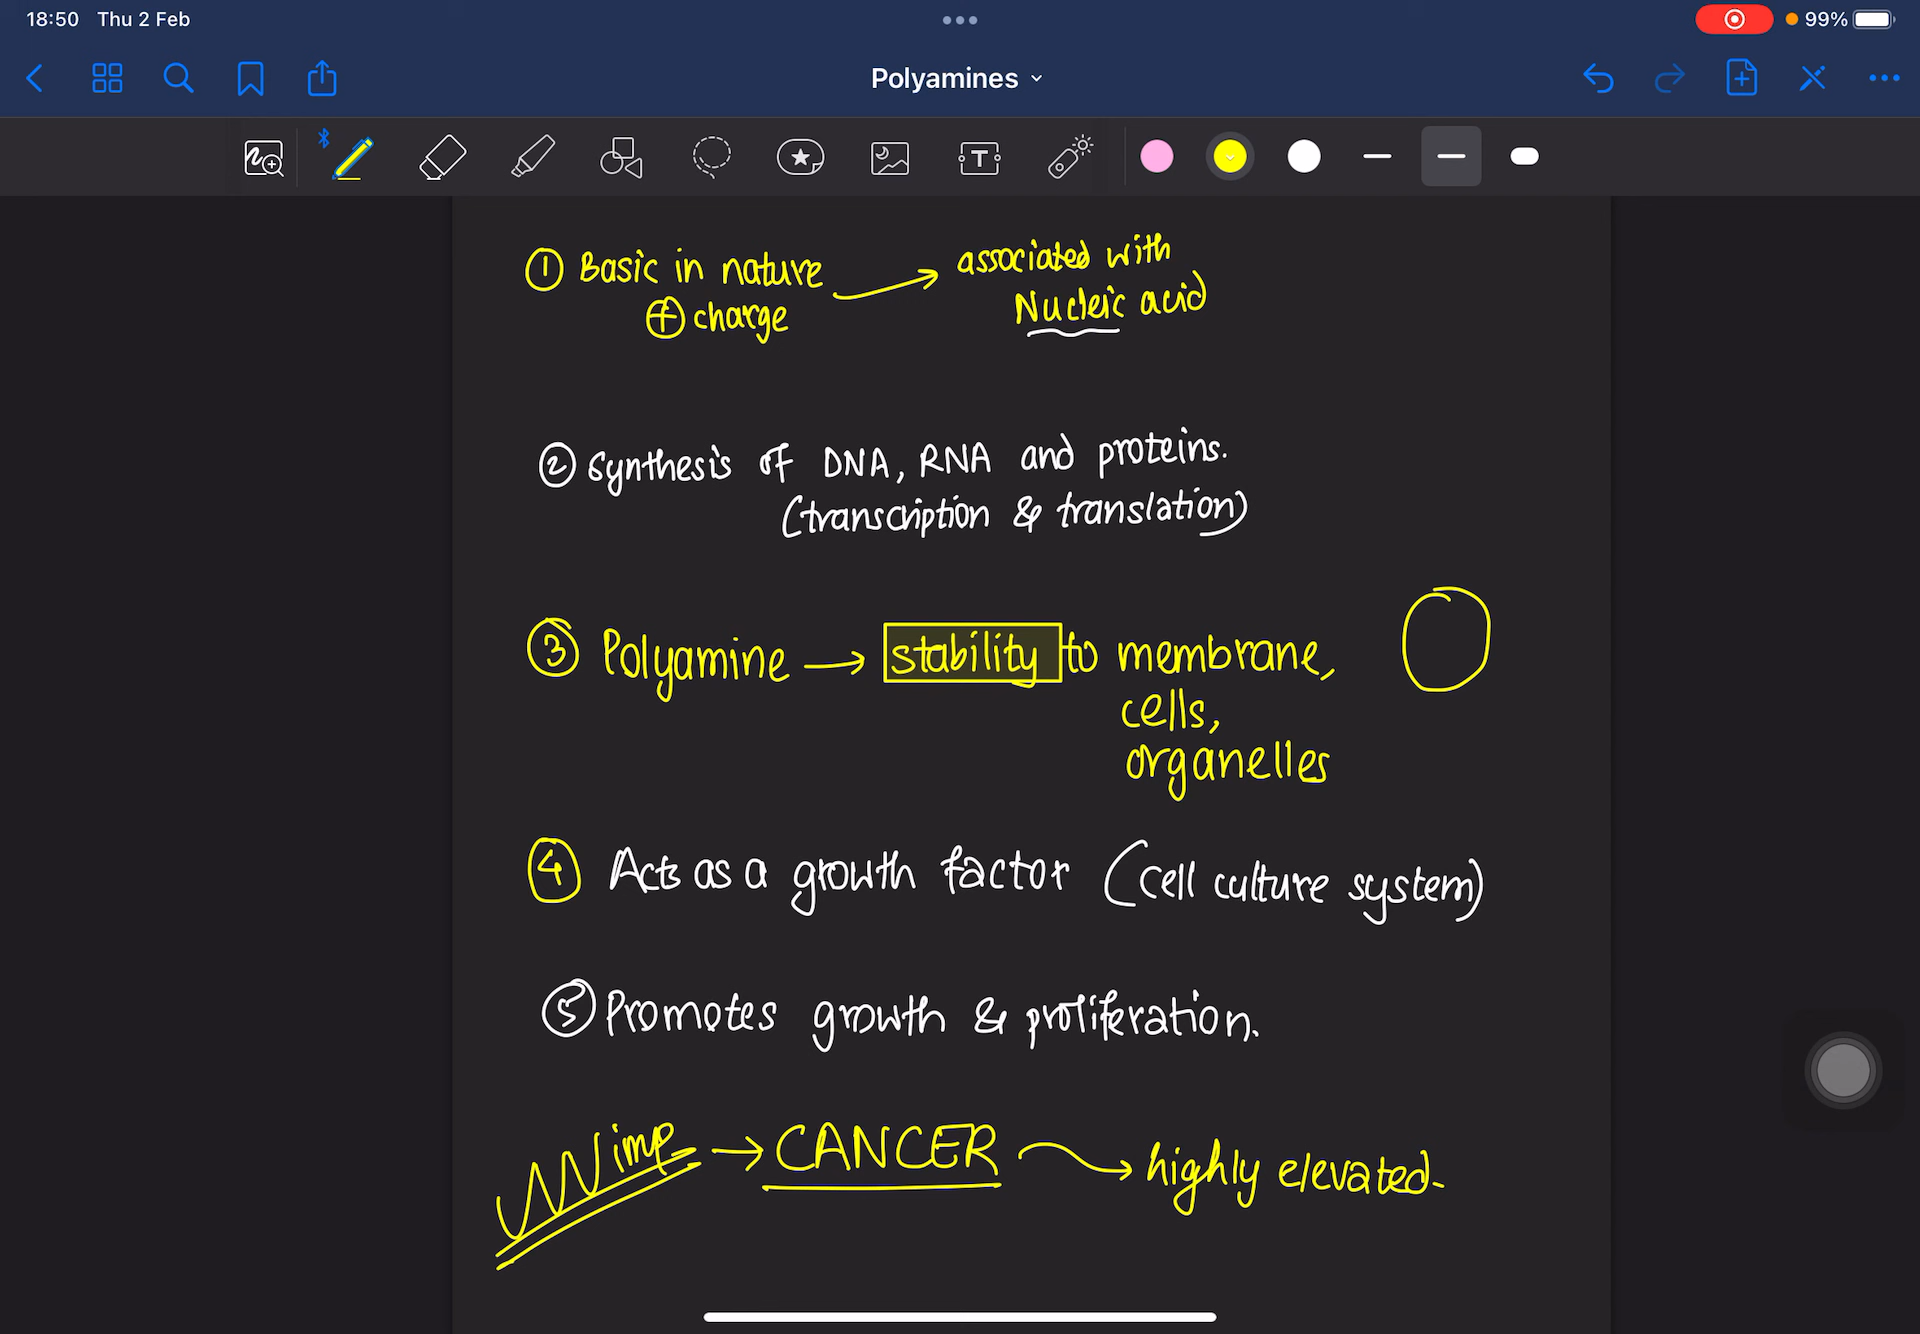 18:50 Thu 2 Feb
99%
Polyamines
T
① Basic in nature → associated with
⊕ charge Nucleic acid
② Synthesis of DNA, RNA and proteins.
(transcription & translation)
③ Polyamine → stability to membrane,
cells,
organelles
④ Acts as a growth factor (cell culture system)
⑤ Promotes growth & proliferation.
imp → CANCER → highly elevated.